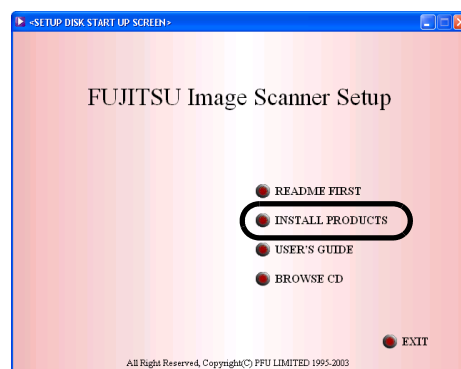 <SETUP DISK START UP SCREEN>
FUJITSU Image Scanner Setup
README FIRST
INSTALL PRODUCTS
USER'S GUIDE
BROWSE CD
EXIT
All Right Reserved, Copyright(C) PFU LIMITED 1995-2003